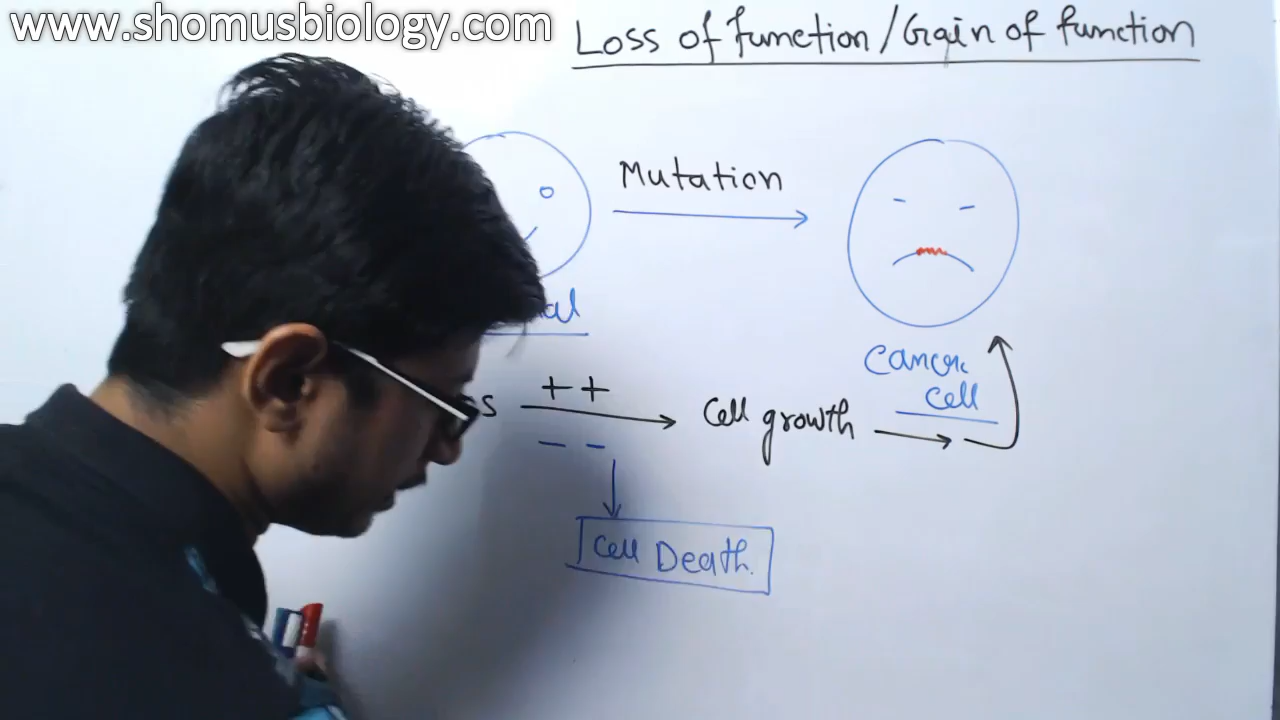 www.shomusbiology.com
Loss of function/Gain of function
Mutation
Cancer
cell
++
Cell growth
– –
Cell Death.